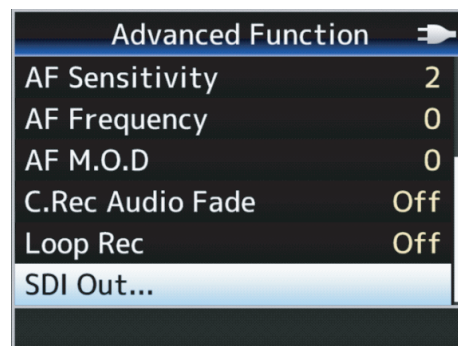 Advanced Function
AF Sensitivity 2
AF Frequency 0
AF M.O.D 0
C.Rec Audio Fade Off
Loop Rec Off
SDI Out...